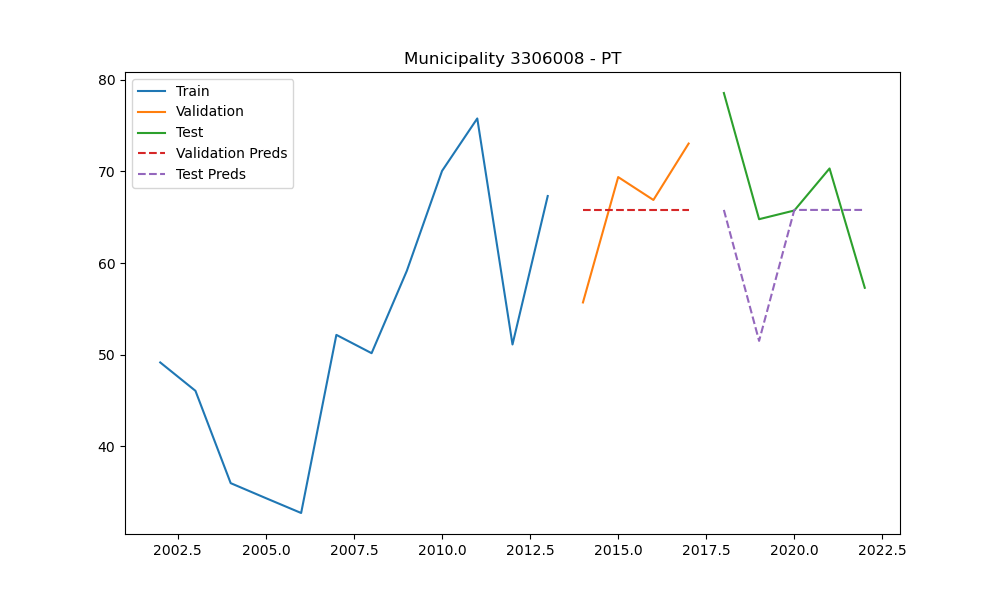 Municipality 3306008 - PT
Train
Validation
Test
Validation Preds
Test Preds
80
70
60
50
40
2002.5 2005.0 2007.5 2010.0 2012.5 2015.0 2017.5 2020.0 2022.5